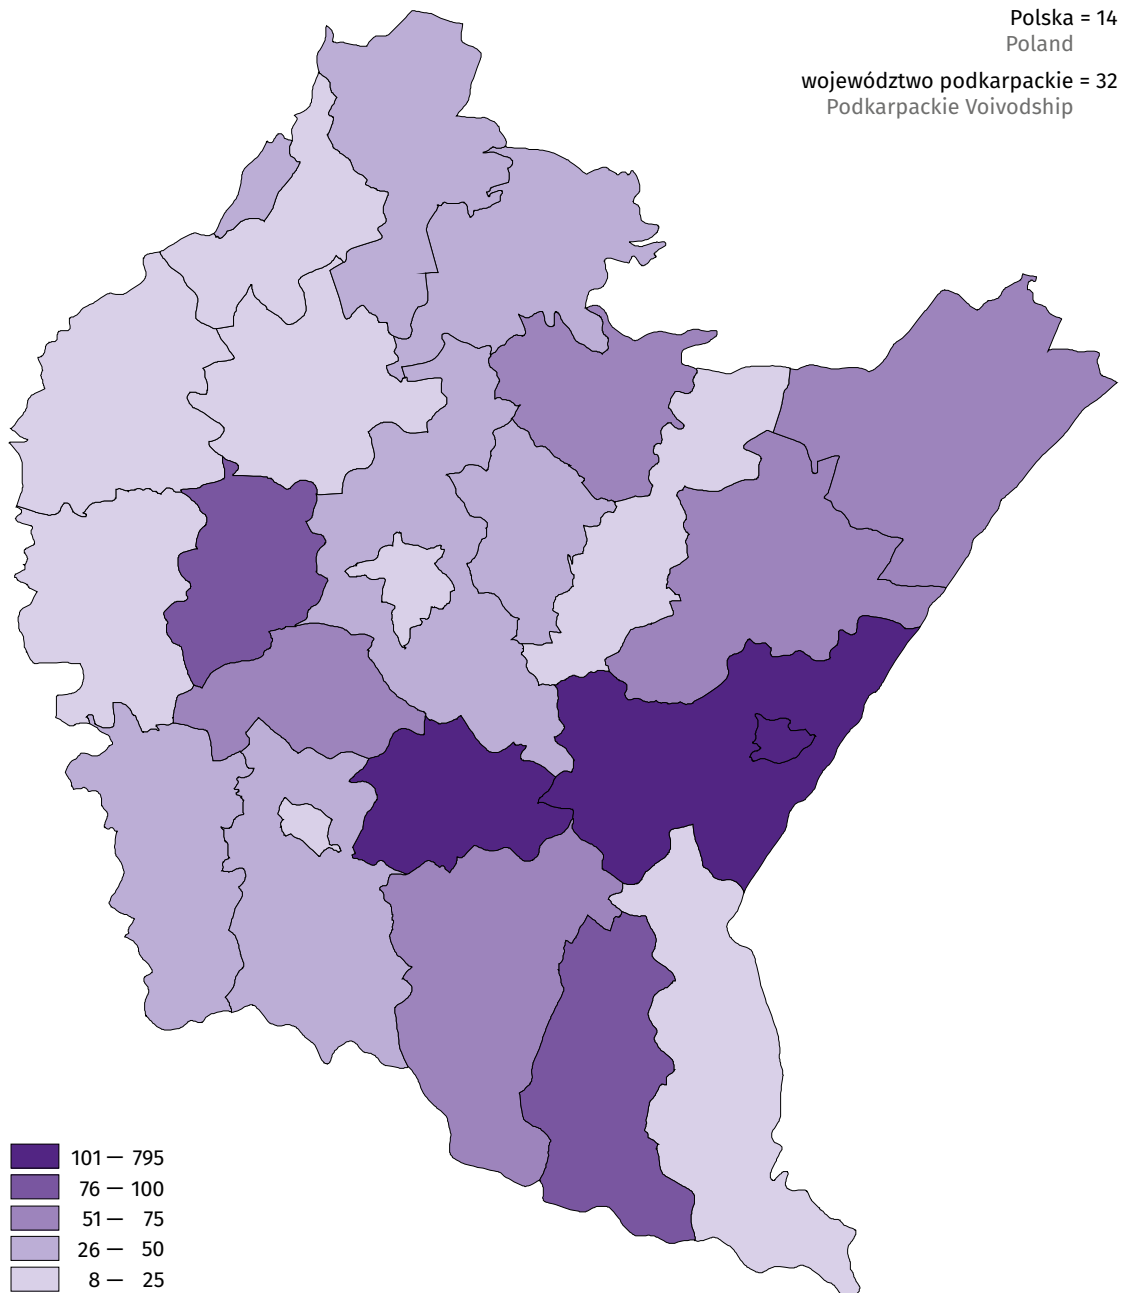 Polska = 14
Poland
województwo podkarpackie = 32
Podkarpackie Voivodship
101 — 795
76 — 100
51 — 75
26 — 50
8 — 25